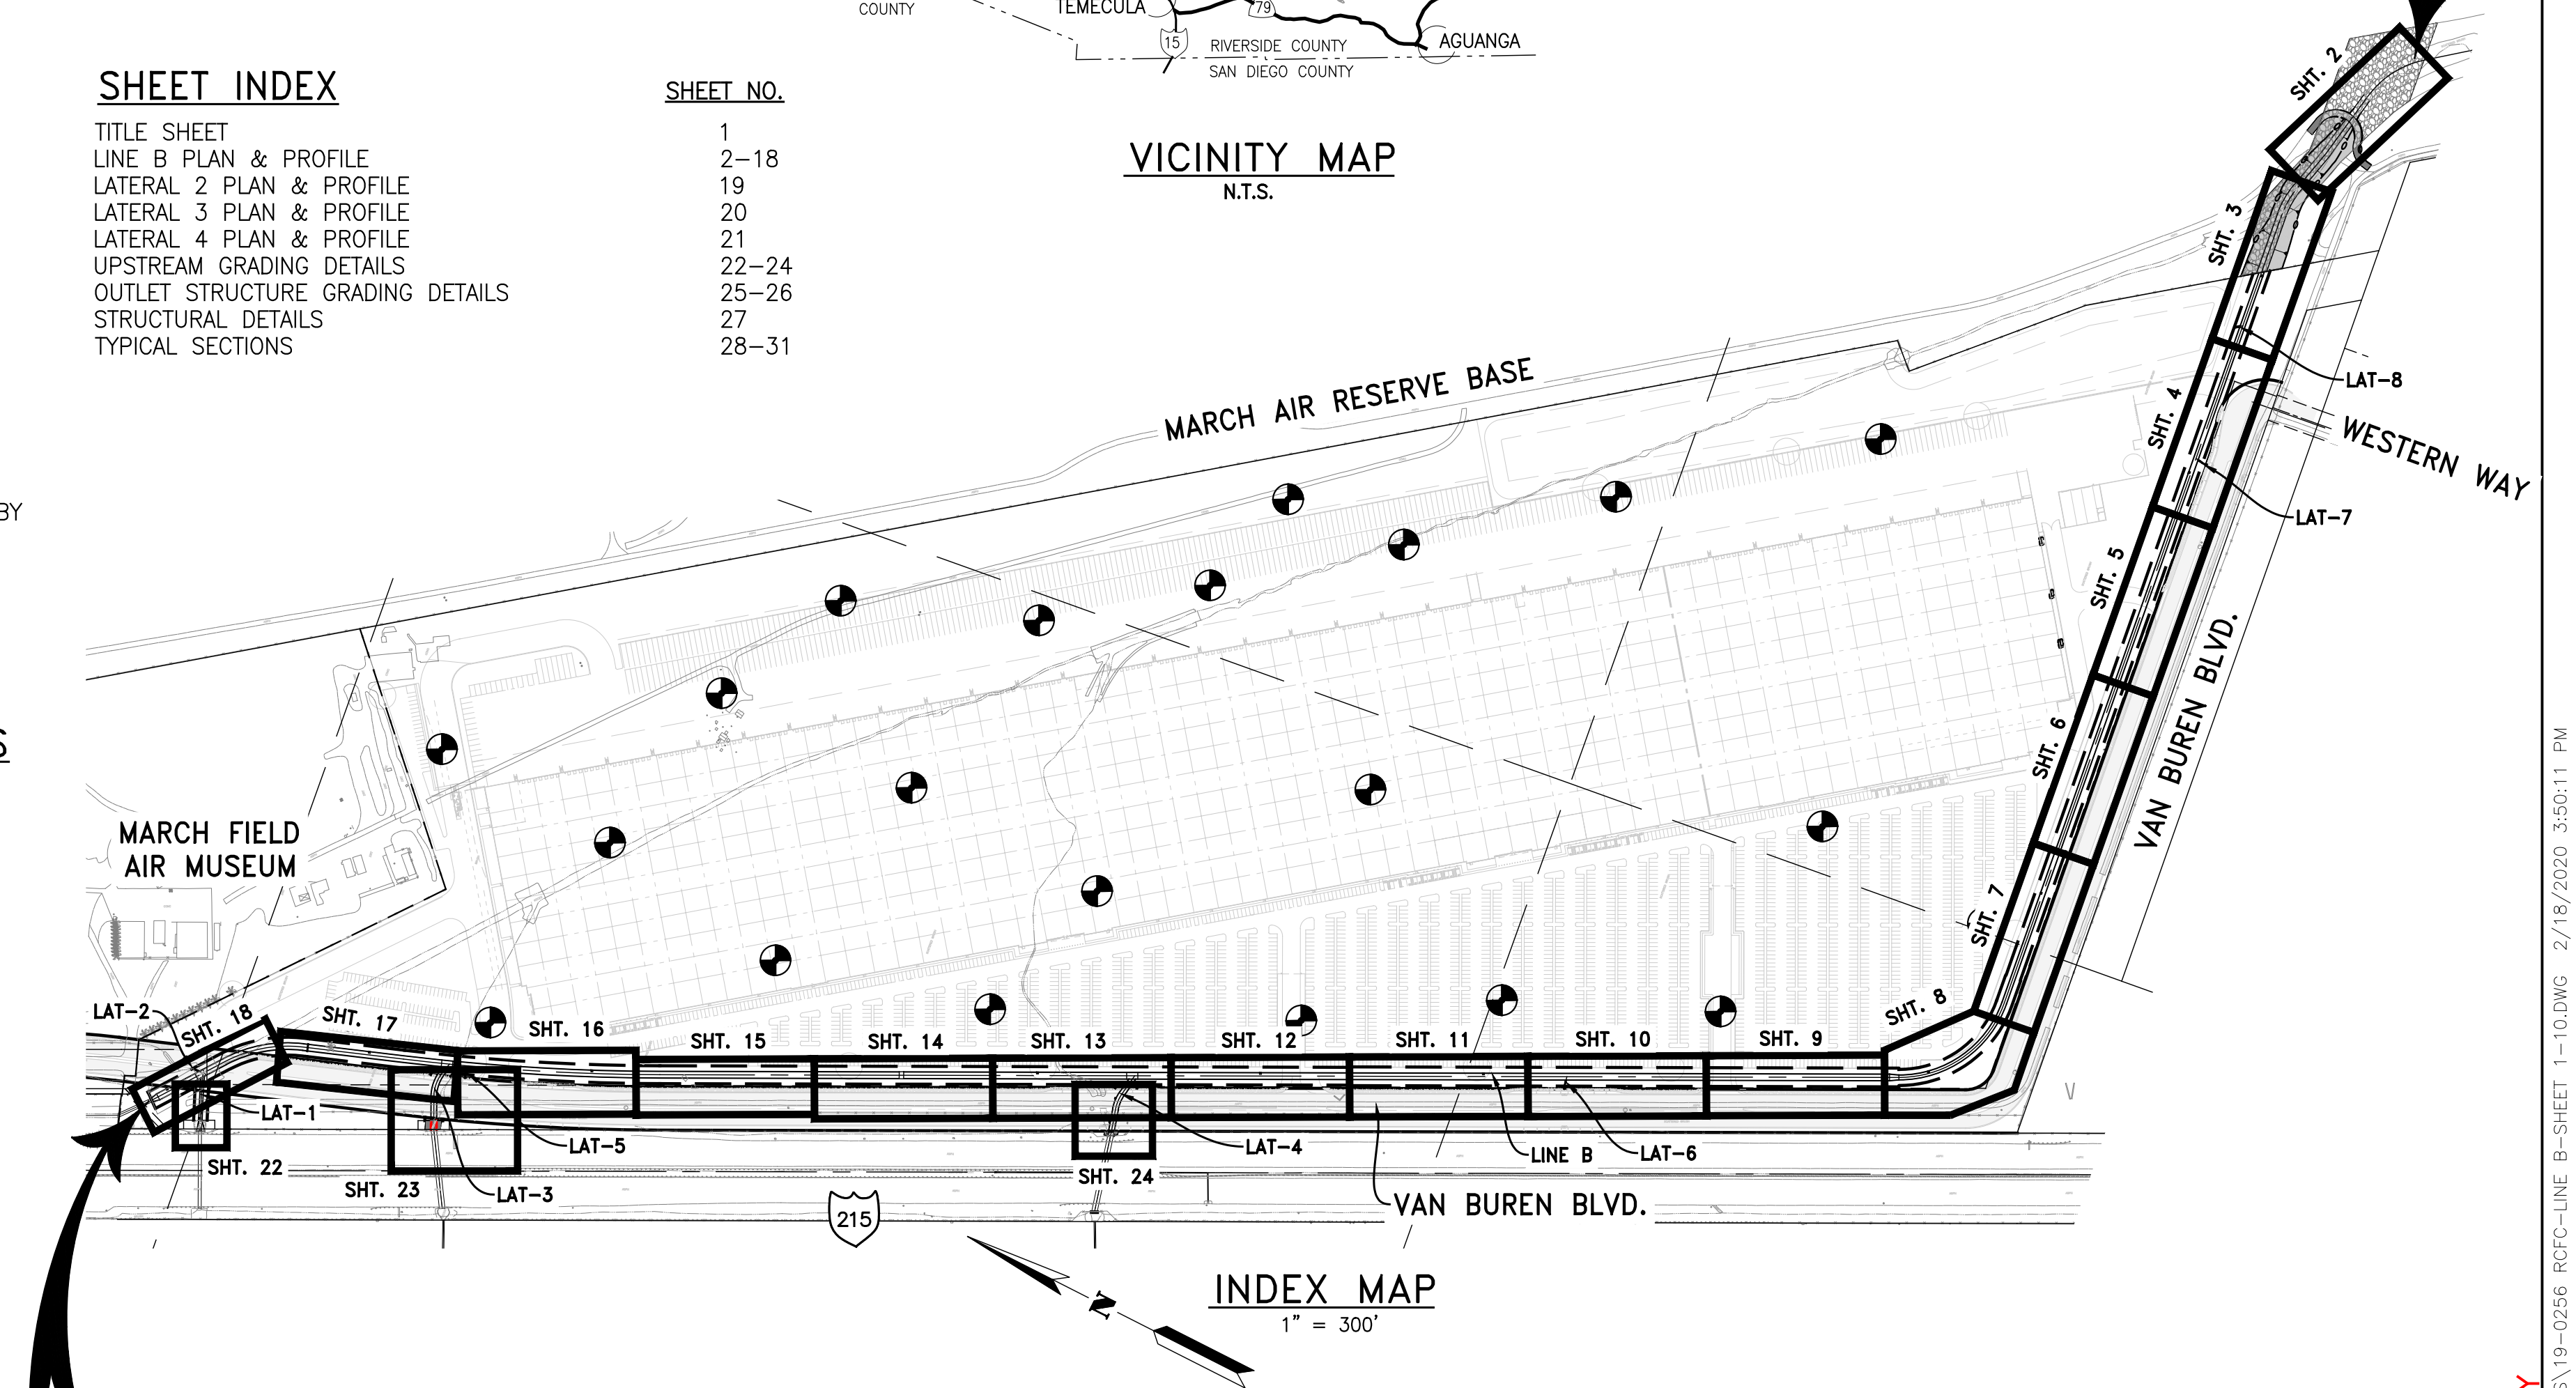 COUNTY
TEMECULA
79
15
RIVERSIDE COUNTY
SAN DIEGO COUNTY
AGUANGA
SHEET INDEX
SHEET NO.
TITLE SHEET 1
LINE B PLAN & PROFILE 2-18
LATERAL 2 PLAN & PROFILE 19
LATERAL 3 PLAN & PROFILE 20
LATERAL 4 PLAN & PROFILE 21
UPSTREAM GRADING DETAILS 22-24
OUTLET STRUCTURE GRADING DETAILS 25-26
STRUCTURAL DETAILS 27
TYPICAL SECTIONS 28-31
VICINITY MAP
N.T.S.
SHT. 2
SHT. 3
LAT-8
SHT. 4
WESTERN WAY
LAT-7
SHT. 5
SHT. 6
VAN BUREN BLVD.
SHT. 7
SHT. 8
MARCH AIR RESERVE BASE
BY
S
MARCH FIELD
AIR MUSEUM
LAT-2
SHT. 18
SHT. 17
SHT. 16
SHT. 15
SHT. 14
SHT. 13
SHT. 12
SHT. 11
SHT. 10
SHT. 9
LAT-1
LAT-5
LAT-4
LINE B
LAT-6
SHT. 22
SHT. 23
LAT-3
SHT. 24
VAN BUREN BLVD.
215
V
N
INDEX MAP
1" = 300'
S\19-0256 RCFC-LINE B-SHEET 1-10.DWG 2/18/2020 3:50:11 PM
Y